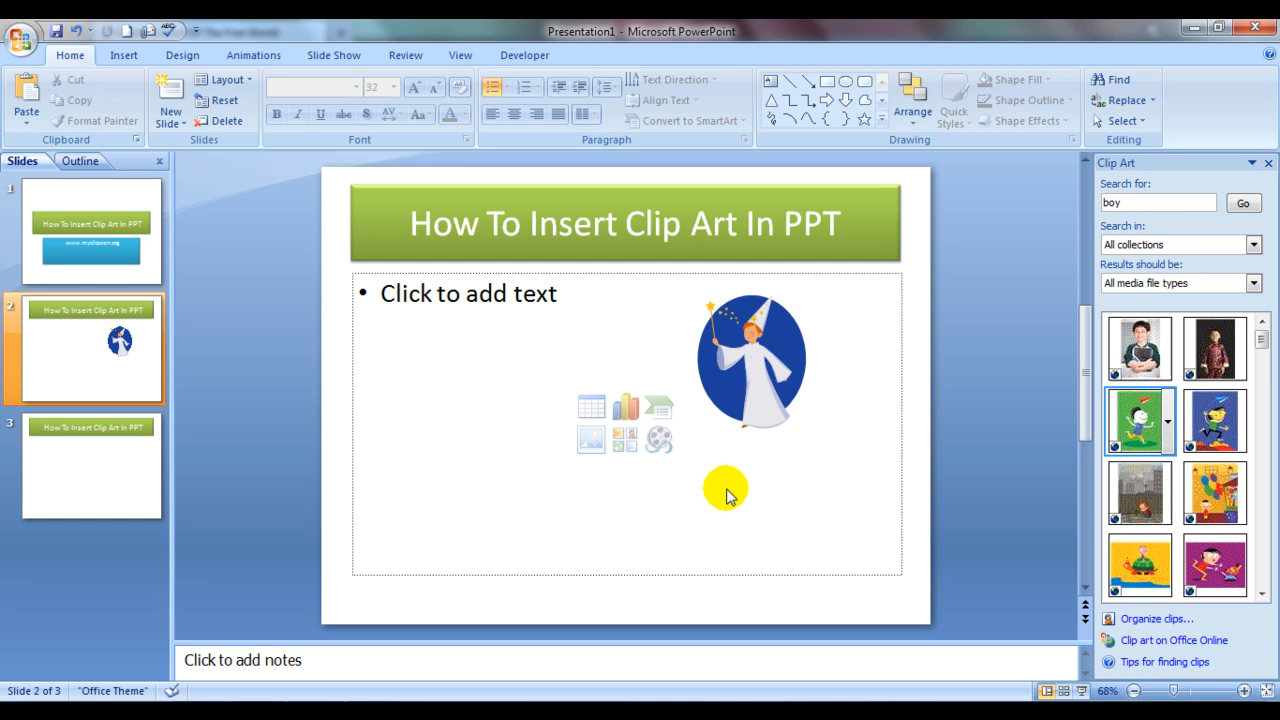 Presentation1 - Microsoft PowerPoint
Home Insert Design Animations Slide Show Review View Developer
Paste
Cut
Copy
Format Painter
Clipboard
New Slide
Layout
Reset
Delete
Slides
32
B I U abe S AV Aa A
Font
Text Direction
Align Text
Convert to SmartArt
Paragraph
Arrange
Quick Styles
Shape Fill
Shape Outline
Shape Effects
Drawing
Find
Replace
Select
Editing
Slides Outline
1
How To Insert Clip Art In PPT
2
How To Insert Clip Art In PPT
3
How To Insert Clip Art In PPT
How To Insert Clip Art In PPT
• Click to add text
Click to add notes
Clip Art
Search for:
boy Go
Search in:
All collections
Results should be:
All media file types
Organize clips...
Clip art on Office Online
Tips for finding clips
Slide 2 of 3 "Office Theme" 68%